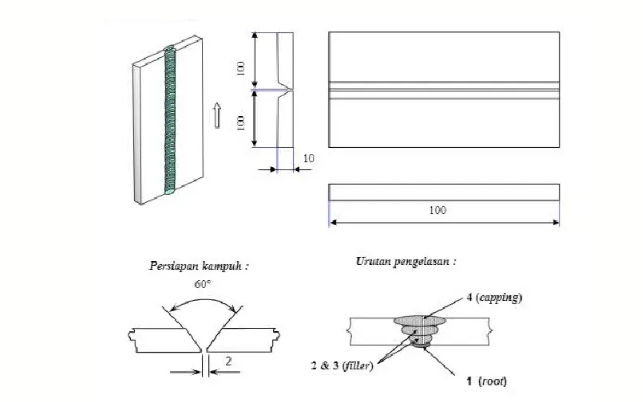 100
100
10
100
Persiapan kampuh :
60°
2
Urutan pengelasan :
4 (capping)
2 & 3 (filler)
1 (root)